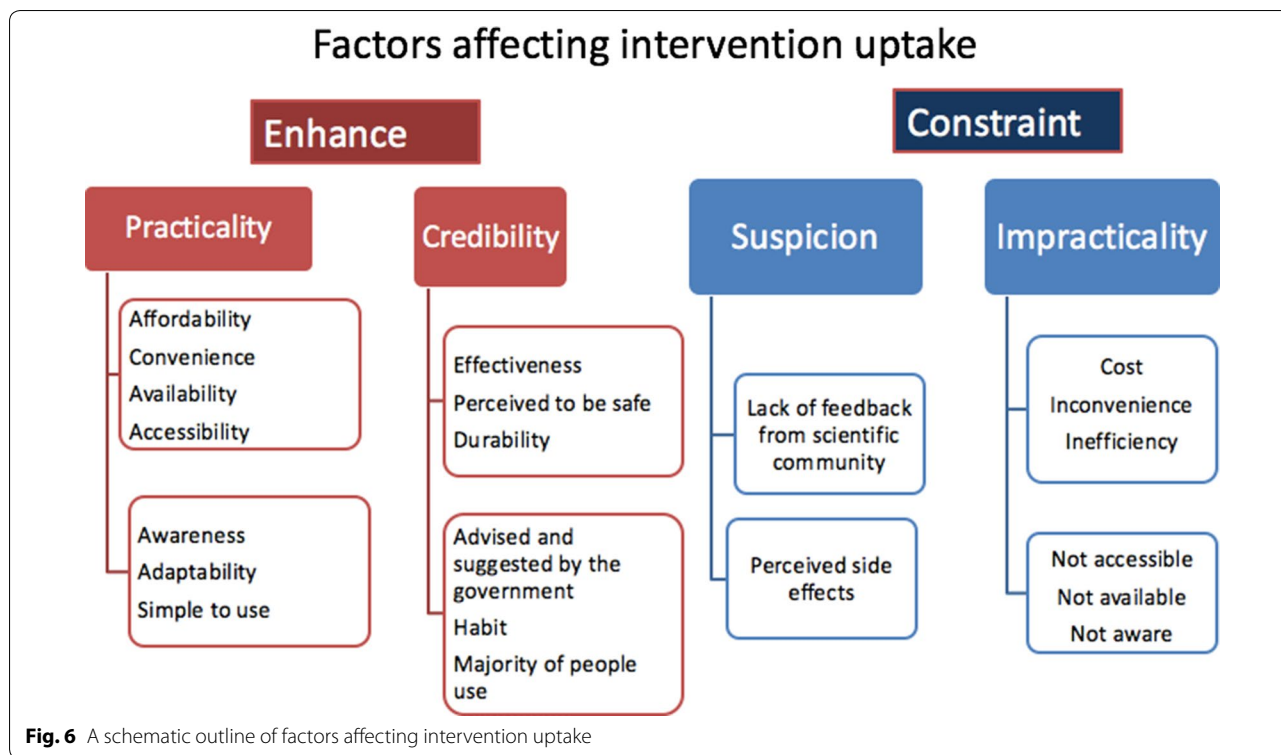 Factors affecting intervention uptake
Enhance
Constraint
Practicality
Affordability
Convenience
Availability
Accessibility
Awareness
Adaptability
Simple to use
Credibility
Effectiveness
Perceived to be safe
Durability
Advised and
suggested by the
government
Habit
Majority of people
use
Suspicion
Lack of feedback
from scientific
community
Perceived side
effects
Impracticality
Cost
Inconvenience
Inefficiency
Not accessible
Not available
Not aware
Fig. 6 A schematic outline of factors affecting intervention uptake